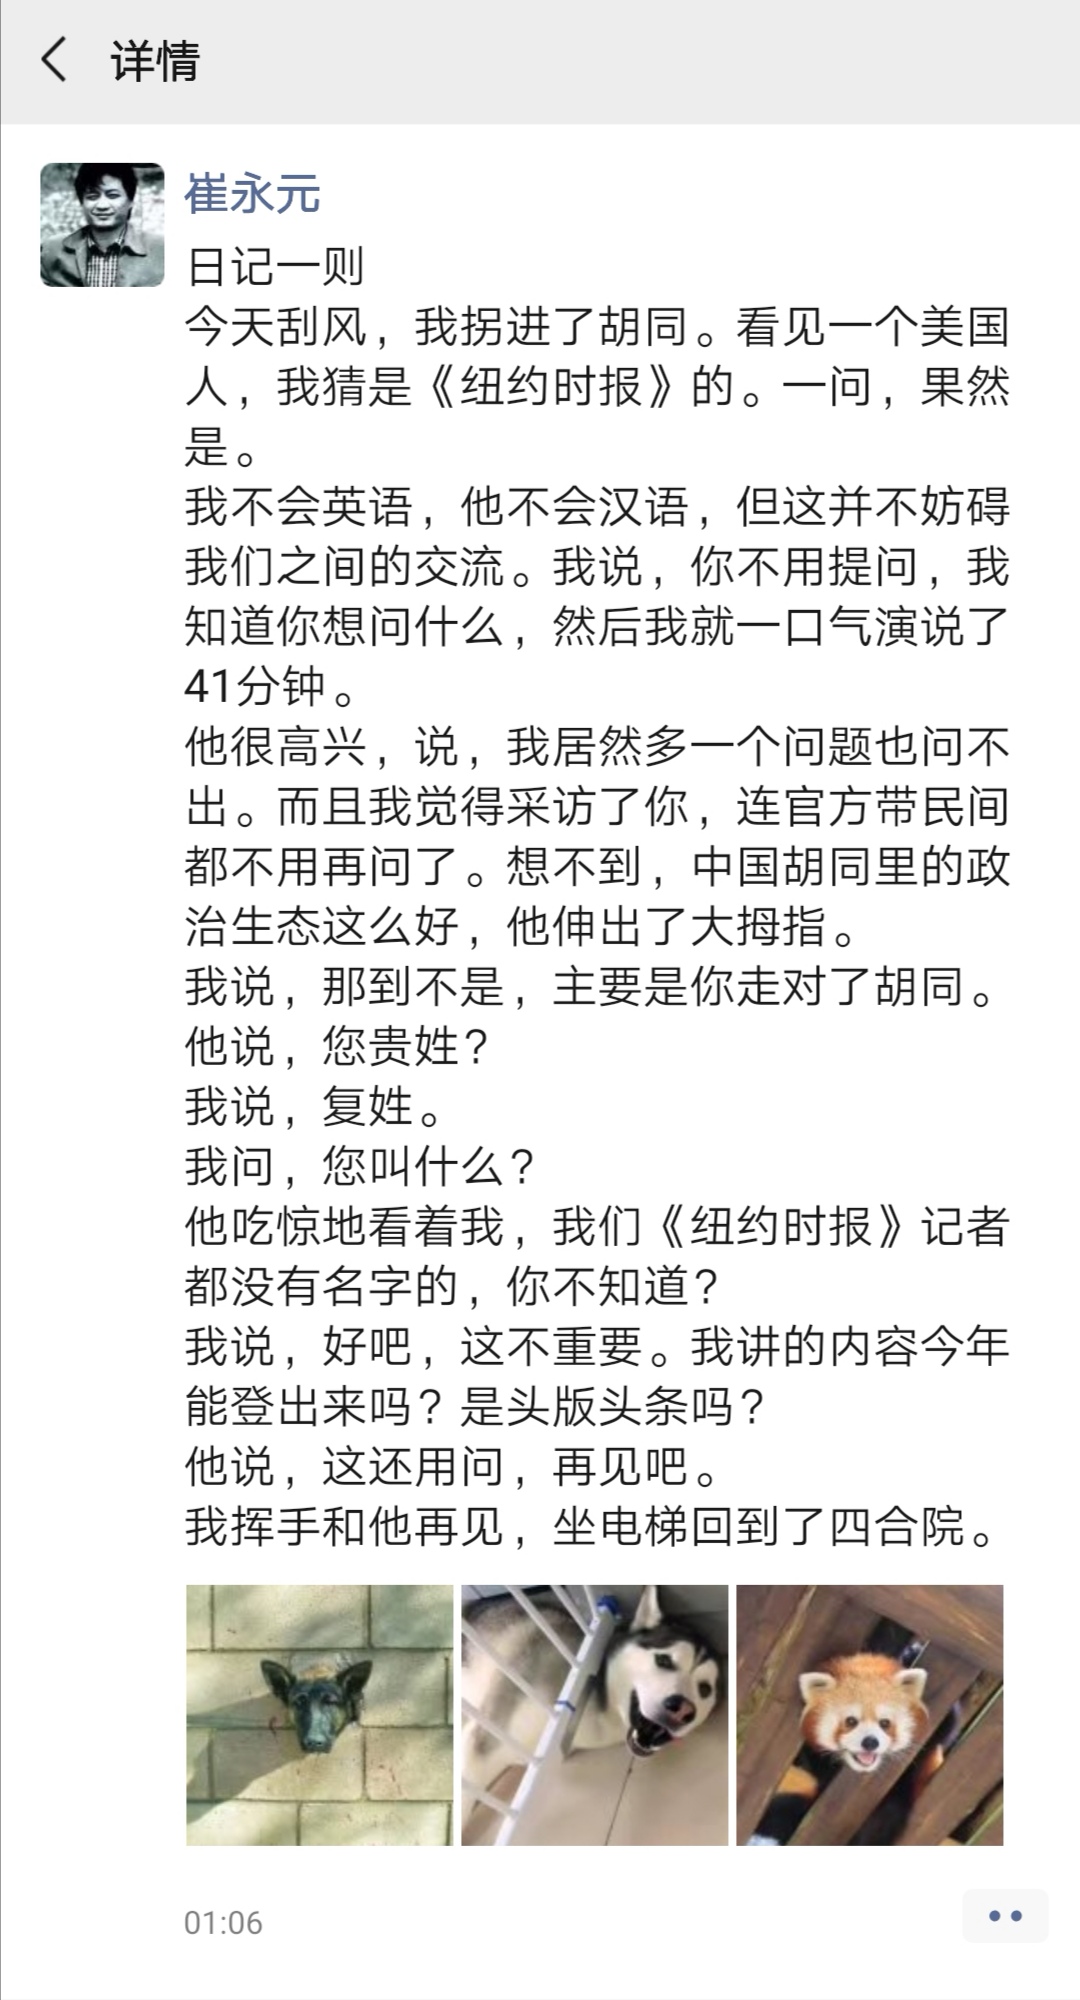 详情
崔永元
日记一则
今天刮风，我拐进了胡同。看见一个美国
人，我猜是《纽约时报》的。一问，果然
是。
我不会英语，他不会汉语，但这并不妨碍
我们之间的交流。我说，你不用提问，我
知道你想问什么，然后我就一口气演说了
41分钟。
他很高兴，说，我居然多一个问题也问不
出。而且我觉得采访了你，连官方带民间
都不用再问了。想不到，中国胡同里的政
治生态这么好，他伸出了大拇指。
我说，那到不是，主要是你走对了胡同。
他说，您贵姓？
我说，复姓。
我问，您叫什么？
他吃惊地看着我，我们《纽约时报》记者
都没有名字的，你不知道？
我说，好吧，这不重要。我讲的内容今年
能登出来吗？是头版头条吗？
他说，这还用问，再见吧。
我挥手和他再见，坐电梯回到了四合院。
01:06